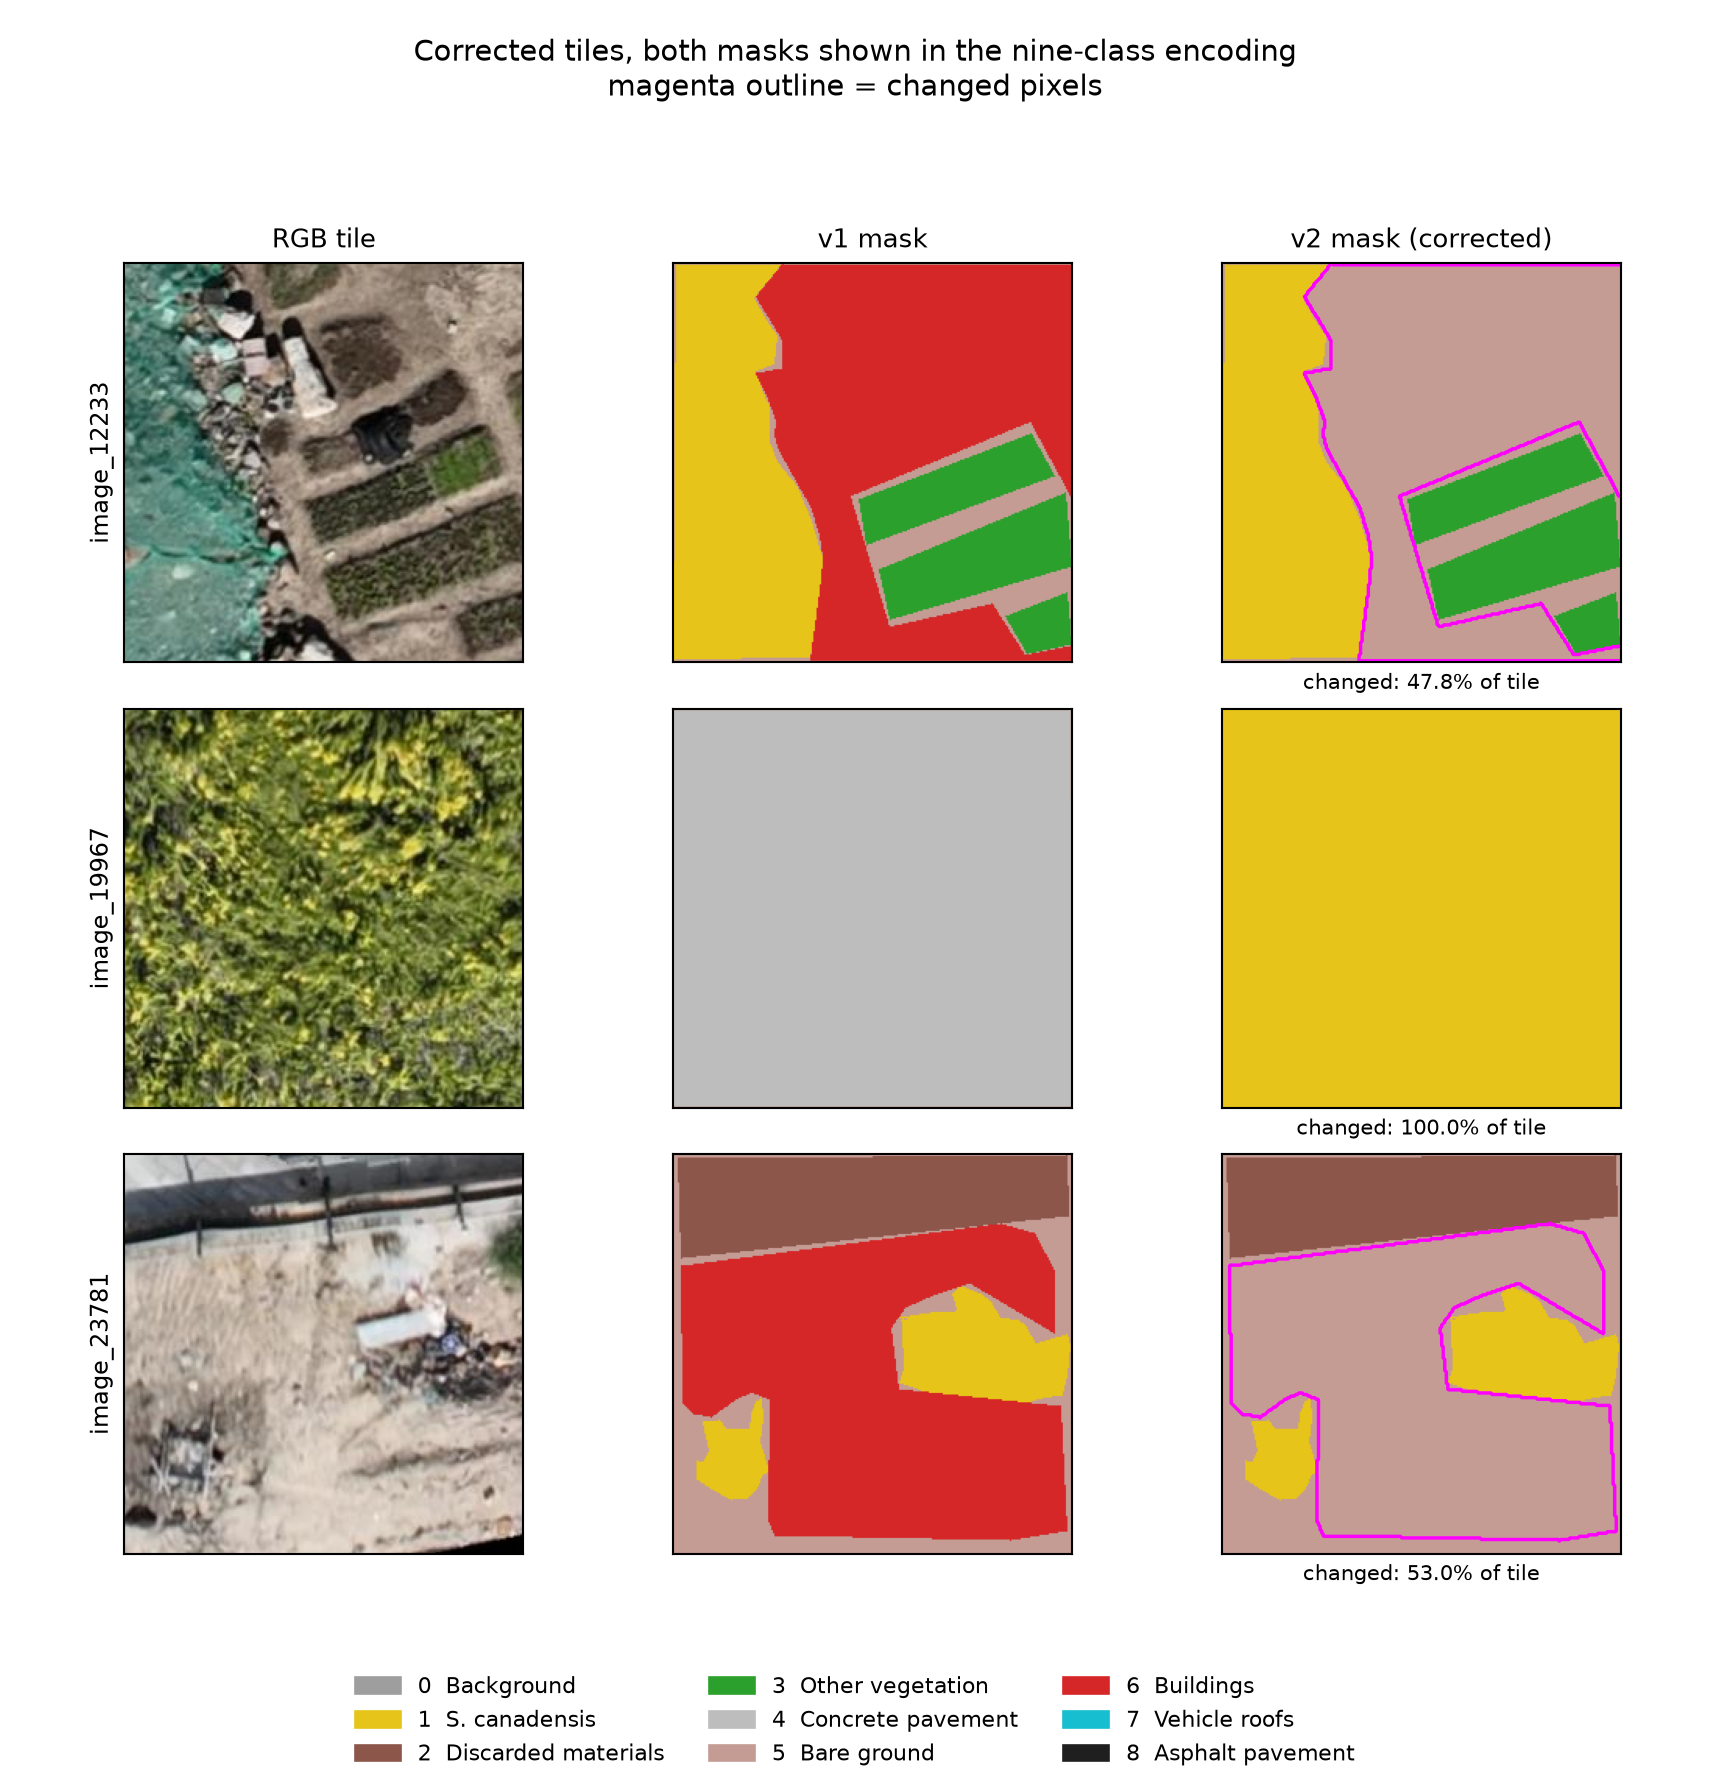 Corrected tiles, both masks shown in the nine-class encoding
magenta outline = changed pixels
RGB tile
v1 mask
v2 mask (corrected)
image_12233
changed: 47.8% of tile
image_19967
changed: 100.0% of tile
image_23781
changed: 53.0% of tile
0 Background
1 S. canadensis
2 Discarded materials
3 Other vegetation
4 Concrete pavement
5 Bare ground
6 Buildings
7 Vehicle roofs
8 Asphalt pavement